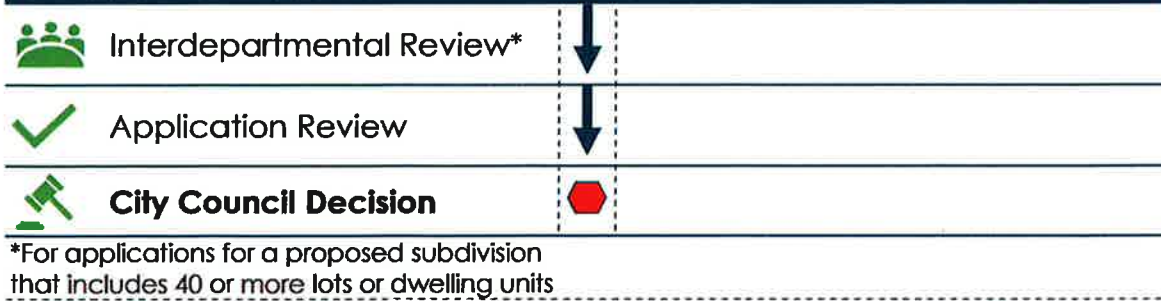 Interdepartmental Review*
Application Review
City Council Decision
*For applications for a proposed subdivision
that includes 40 or more lots or dwelling units